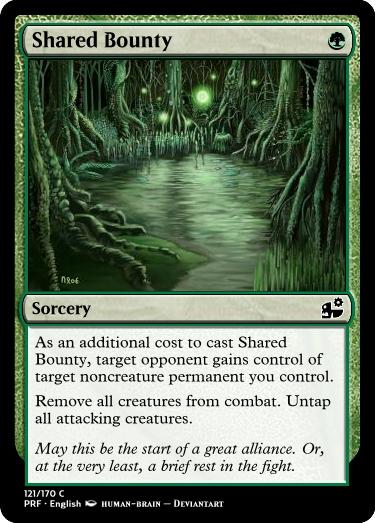 Shared Bounty
Sorcery
As an additional cost to cast Shared
Bounty, target opponent gains control of
target noncreature permanent you control.
Remove all creatures from combat. Untap
all attacking creatures.
May this be the start of a great alliance. Or,
at the very least, a brief rest in the fight.
121/170 C
PRF • English HUMAN-BRAIN — DEVIANTART